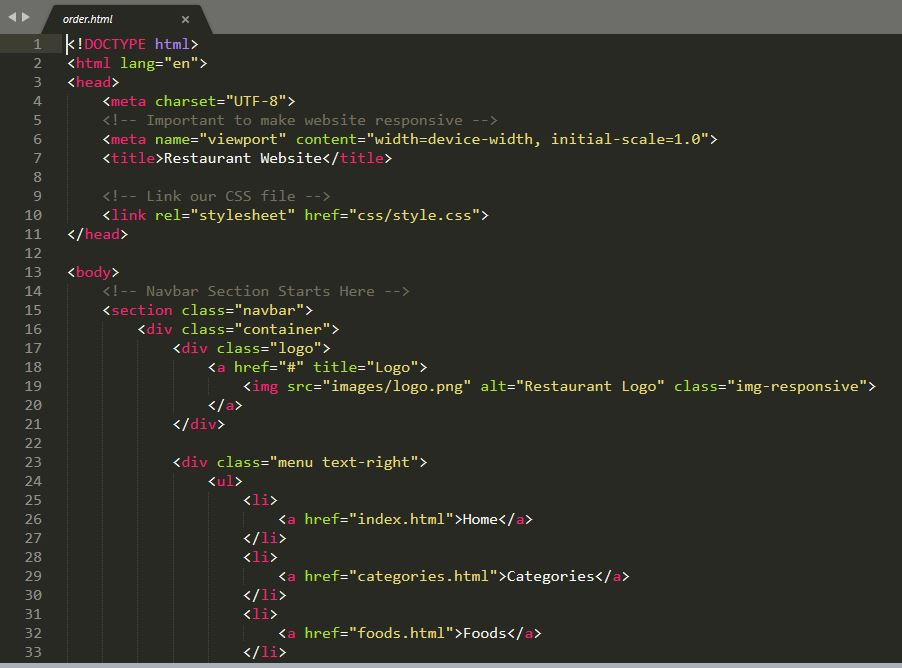 order.html ×
1 <!DOCTYPE html>
2 <html lang="en">
3 <head>
4     <meta charset="UTF-8">
5     <!-- Important to make website responsive -->
6     <meta name="viewport" content="width=device-width, initial-scale=1.0">
7     <title>Restaurant Website</title>
8
9     <!-- Link our CSS file -->
10     <link rel="stylesheet" href="css/style.css">
11 </head>
12
13 <body>
14     <!-- Navbar Section Starts Here -->
15     <section class="navbar">
16         <div class="container">
17             <div class="logo">
18                 <a href="#" title="Logo">
19                     <img src="images/logo.png" alt="Restaurant Logo" class="img-responsive">
20                 </a>
21             </div>
22
23             <div class="menu text-right">
24                 <ul>
25                     <li>
26                         <a href="index.html">Home</a>
27                     </li>
28                     <li>
29                         <a href="categories.html">Categories</a>
30                     </li>
31                     <li>
32                         <a href="foods.html">Foods</a>
33                     </li>